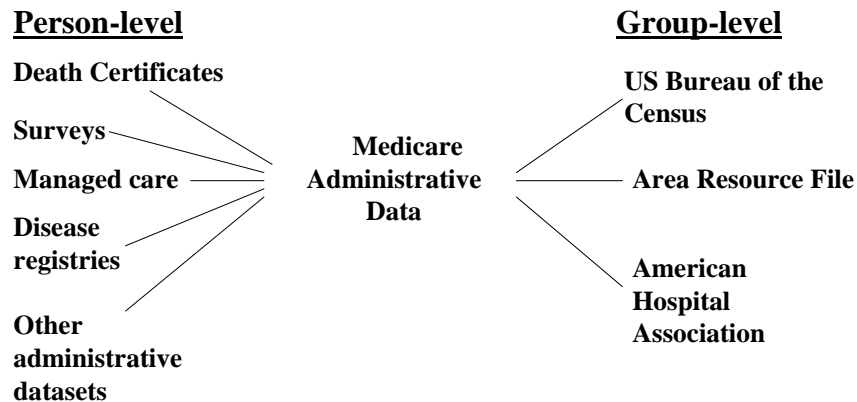 Person-level
Death Certificates
Surveys
Managed care
Disease
registries
Other
administrative
datasets
Medicare
Administrative
Data
Group-level
US Bureau of the
Census
Area Resource File
American
Hospital
Association